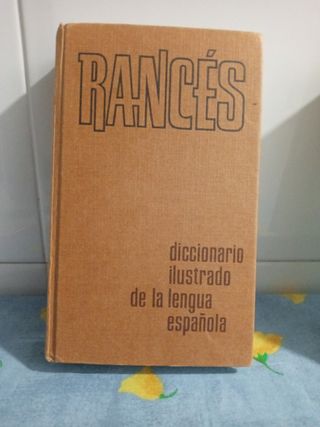 RANCÉS
diccionario
ilustrado
de la lengua
española